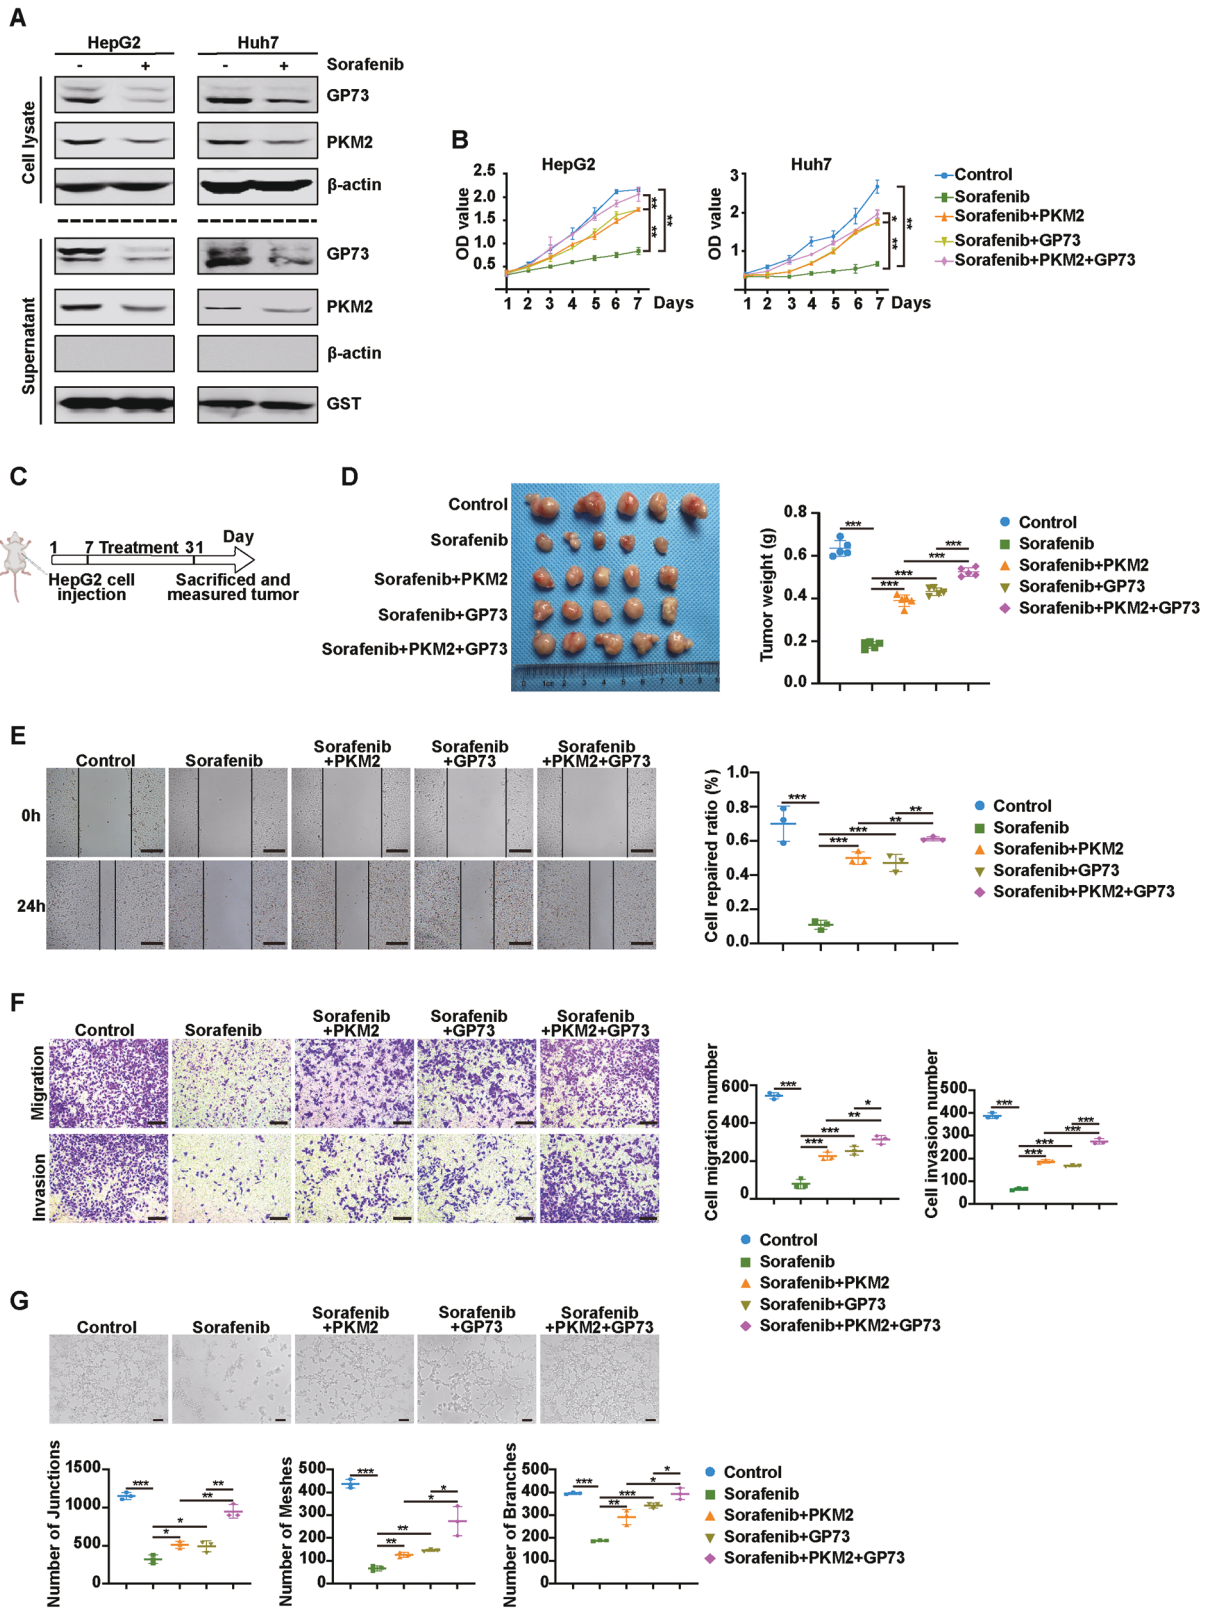 A
HepG2
Huh7
- + - + Sorafenib
Cell lysate
GP73
PKM2
β-actin
Supernatant
GP73
PKM2
β-actin
GST
B
HepG2
OD value
2.5
2.0
1.5
1.0
0.5
1 2 3 4 5 6 7 Days
**
**
**
Huh7
OD value
3
2
1
1 2 3 4 5 6 7 Days
*
**
**
Control
Sorafenib
Sorafenib+PKM2
Sorafenib+GP73
Sorafenib+PKM2+GP73
C
1 7 Treatment 31 Day
HepG2 cell
injection
Sacrificed and
measured tumor
D
Control
Sorafenib
Sorafenib+PKM2
Sorafenib+GP73
Sorafenib+PKM2+GP73
Tumor weight (g)
0.8
0.6
0.4
0.2
0.0
***
***
***
***
***
Control
Sorafenib
Sorafenib+PKM2
Sorafenib+GP73
Sorafenib+PKM2+GP73
E
Control
Sorafenib
Sorafenib
+PKM2
Sorafenib
+GP73
Sorafenib
+PKM2+GP73
0h
24h
Cell repaired ratio (%)
1.0
0.8
0.6
0.4
0.2
0.0
***
***
***
**
**
Control
Sorafenib
Sorafenib+PKM2
Sorafenib+GP73
Sorafenib+PKM2+GP73
F
Control
Sorafenib
Sorafenib
+PKM2
Sorafenib
+GP73
Sorafenib
+PKM2+GP73
Migration
Invasion
Cell migration number
600
400
200
0
***
***
***
**
*
Cell invasion number
500
400
300
200
100
0
***
***
***
***
***
Control
Sorafenib
Sorafenib+PKM2
Sorafenib+GP73
Sorafenib+PKM2+GP73
G
Control
Sorafenib
Sorafenib
+PKM2
Sorafenib
+GP73
Sorafenib
+PKM2+GP73
Number of Junctions
1500
1000
500
0
***
*
*
**
**
Number of Meshes
500
400
300
200
100
0
***
**
**
*
*
Number of Branches
500
400
300
200
100
0
***
**
***
*
*
Control
Sorafenib
Sorafenib+PKM2
Sorafenib+GP73
Sorafenib+PKM2+GP73